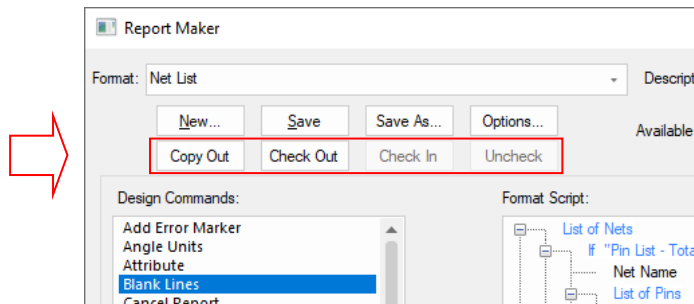 Report Maker
Format: Net List Descript
New... Save Save As... Options...
Available
Copy Out Check Out Check In Uncheck
Design Commands: Format Script:
Add Error Marker
Angle Units
Attribute
Blank Lines
Cancel Report
List of Nets
If "Pin List - Tota
Net Name
List of Pins